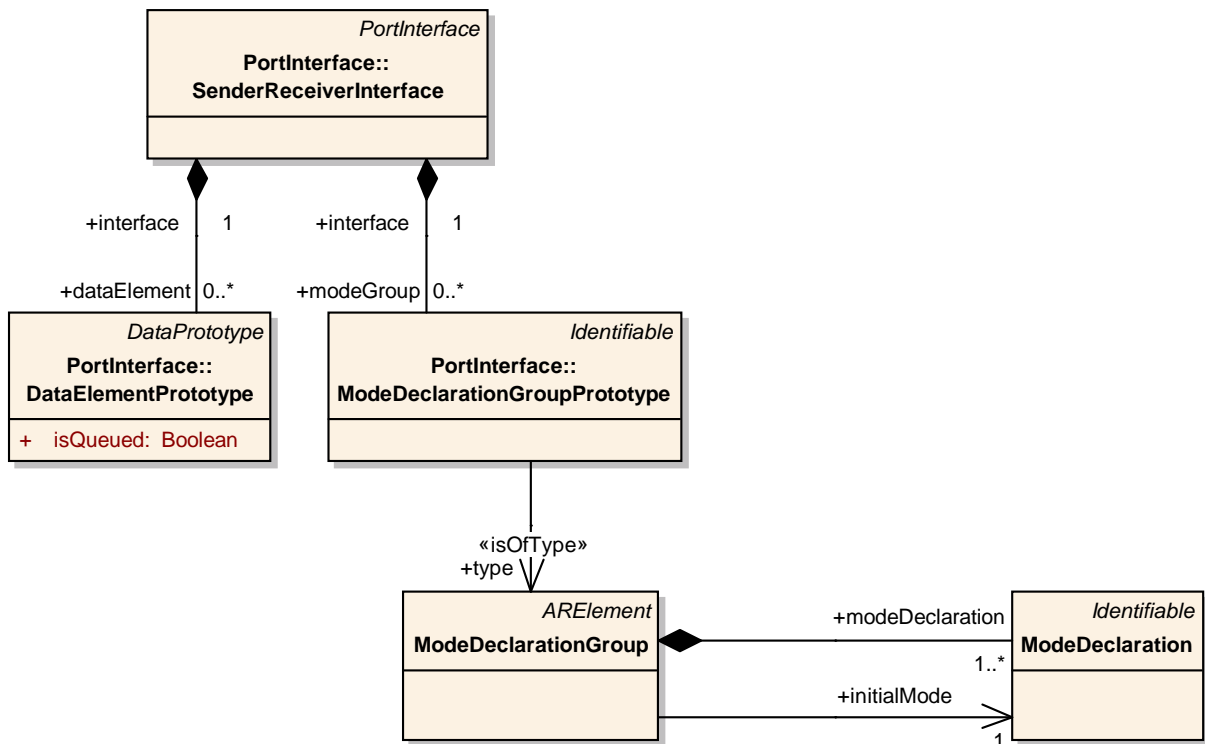 PortInterface
PortInterface::
SenderReceiverInterface
+interface 1
+interface 1
+dataElement 0..*
+modeGroup 0..*
DataPrototype
PortInterface::
DataElementPrototype
+ isQueued: Boolean
Identifiable
PortInterface::
ModeDeclarationGroupPrototype
«isOfType»
+type
ARElement
ModeDeclarationGroup
+modeDeclaration
1..*
+initialMode
1
Identifiable
ModeDeclaration